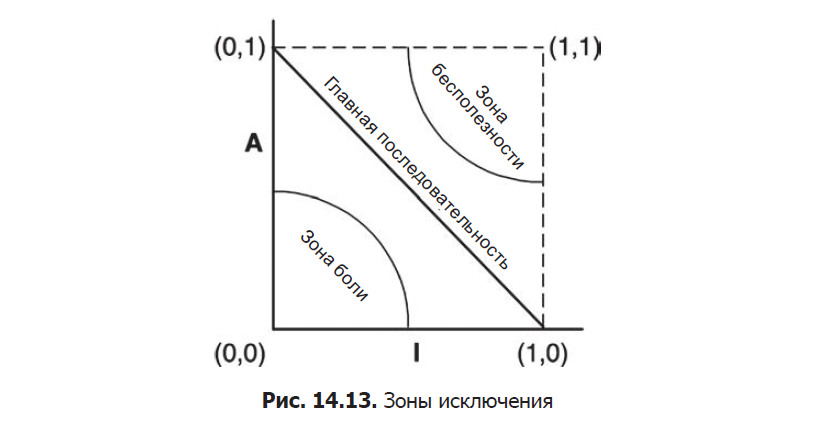 (0,1)
(1,1)
Зона
бесполезности
Главная последовательность
A
Зона боли
(0,0)
I
(1,0)
Рис. 14.13. Зоны исключения